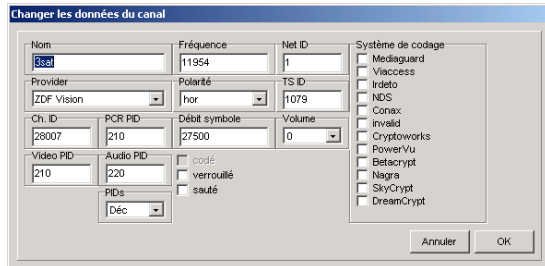 Changer les données du canal
Nom Fréquence Net ID Système de codage
3sat 11954 1
Mediaguard
Viaccess
Provider Polarité TS ID
Irdeto
ZDF Vision hor 1079
NDS
Conax
Ch. ID PCR PID Débit symbole Volume
invalid
28007 210 27500 0
Cryptoworks
PowerVu
Video PID Audio PID codé
Betacrypt
210 220 verrouillé
Nagra
sauté
SkyCrypt
PIDs
DreamCrypt
Déc
Annuler OK